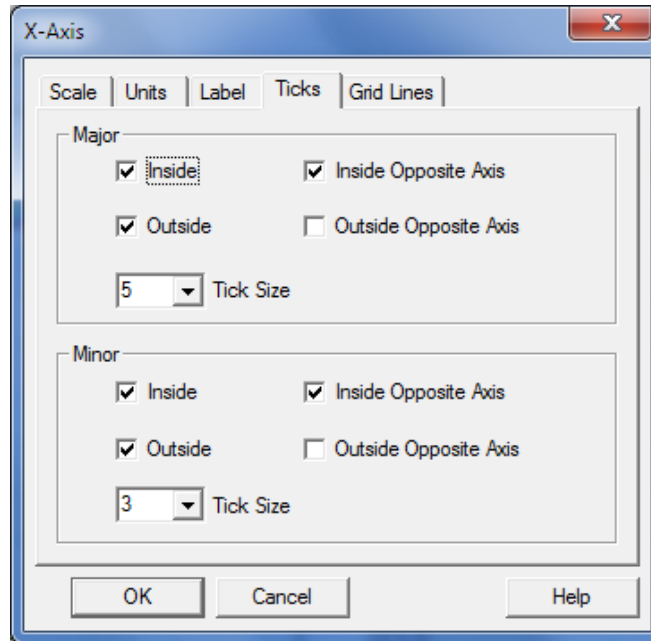 X-Axis
Scale Units Label Ticks Grid Lines
Major
Inside Inside Opposite Axis
Outside Outside Opposite Axis
5 Tick Size
Minor
Inside Inside Opposite Axis
Outside Outside Opposite Axis
3 Tick Size
OK Cancel Help